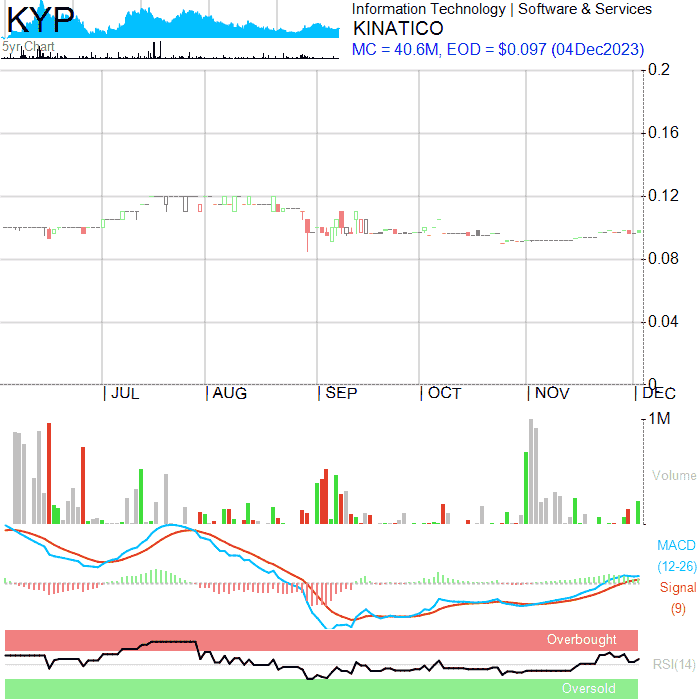 KYP
5yr Chart
Information Technology | Software & Services
KINATICO
MC = 40.6M, EOD = $0.097 (04Dec2023)
0.2
0.16
0.12
0.08
0.04
0
JUL
AUG
SEP
OCT
NOV
DEC
1M
Volume
MACD
(12-26)
Signal
(9)
Overbought
RSI(14)
Oversold